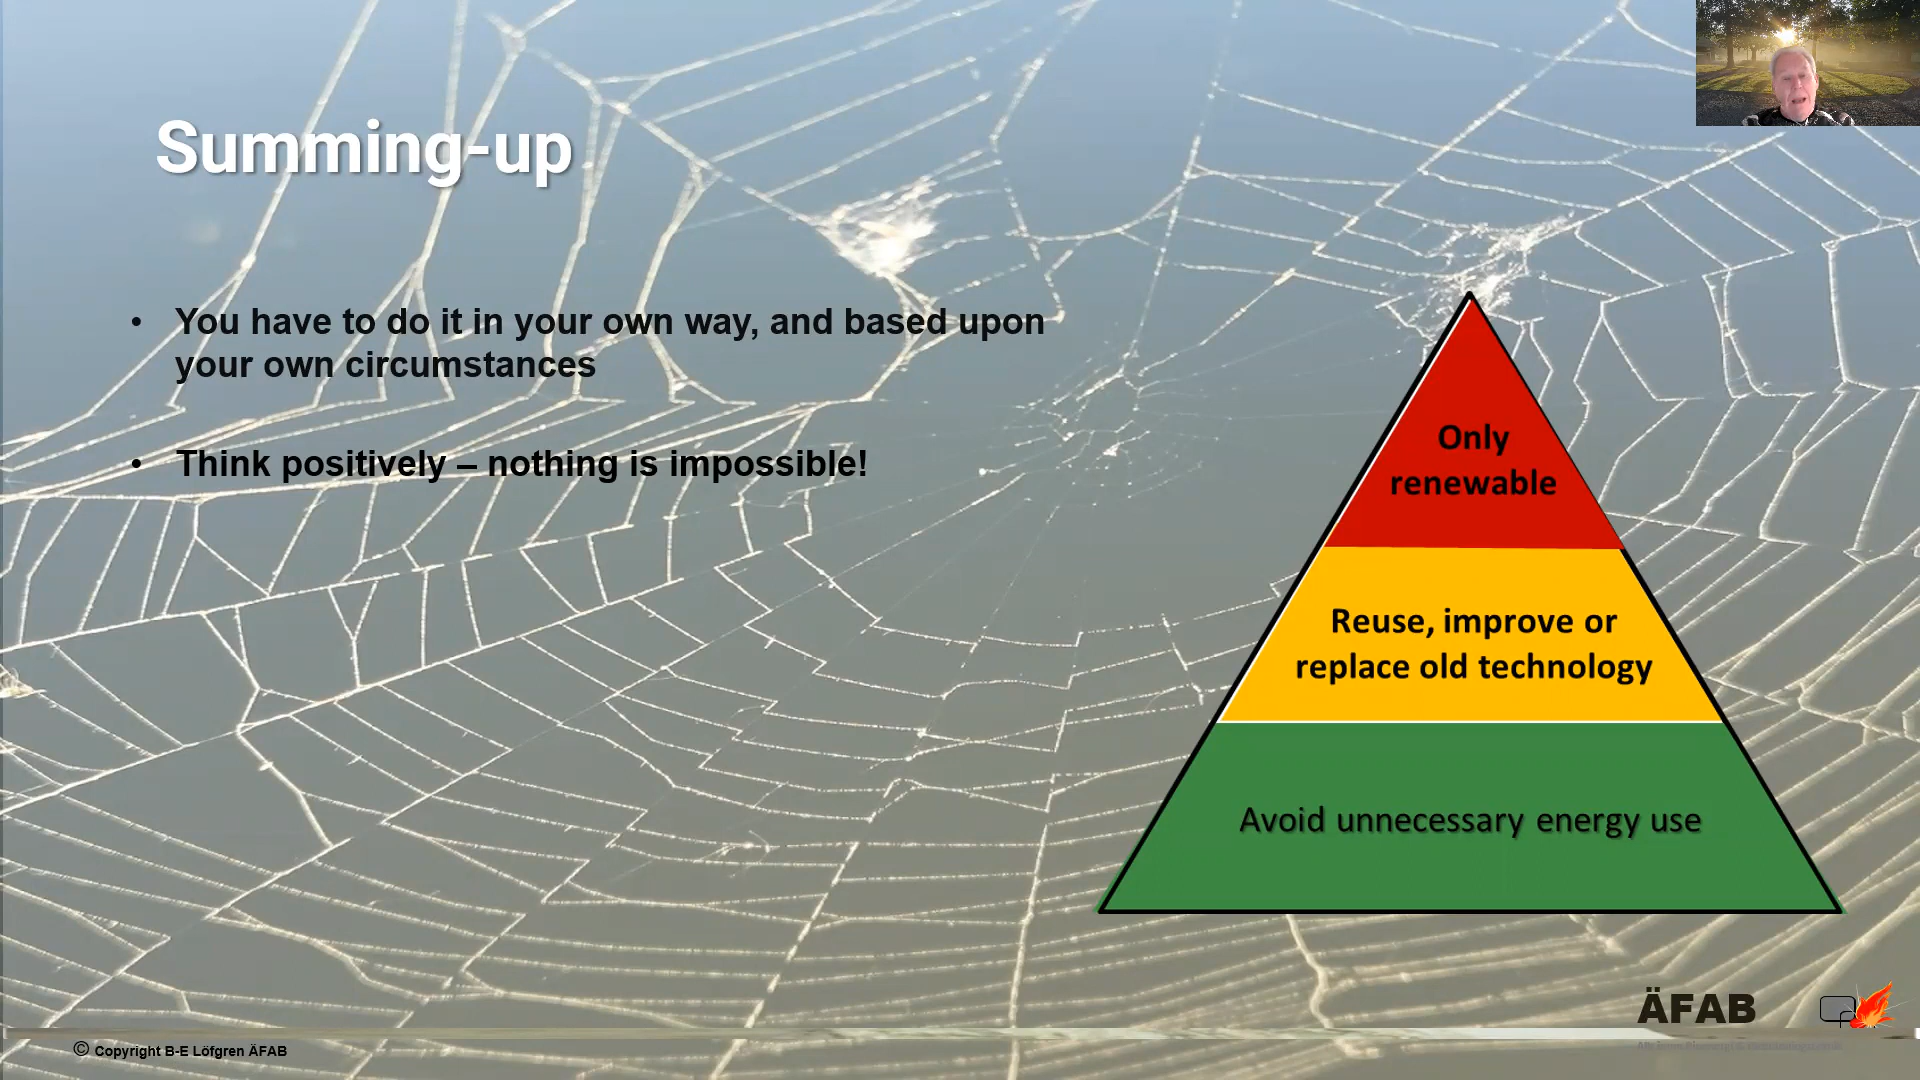 Summing-up
• You have to do it in your own way, and based upon
your own circumstances
• Think positively – nothing is impossible!
Only
renewable
Reuse, improve or
replace old technology
Avoid unnecessary energy use
ÄFAB
© Copyright B-E Löfgren ÄFAB